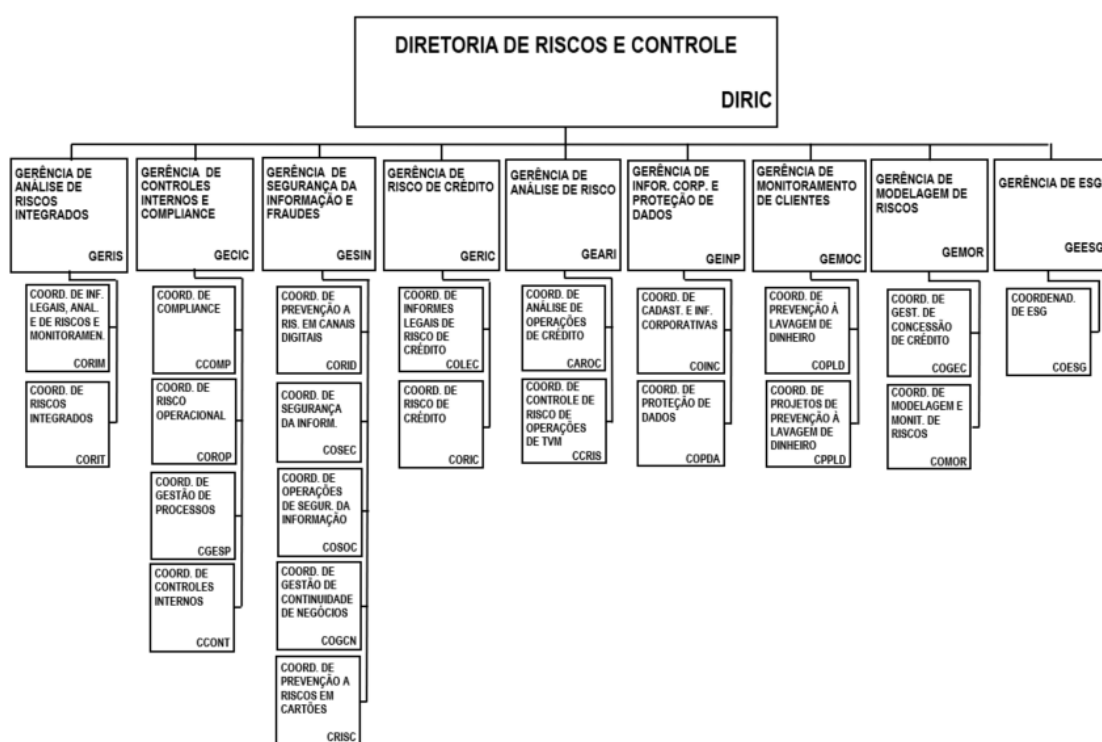 DIRETORIA DE RISCOS E CONTROLE
DIRIC
GERÊNCIA DE
ANÁLISE DE
RISCOS
INTEGRADOS
GERIS
GERÊNCIA DE
CONTROLES
INTERNOS E
COMPLIANCE
GECIC
GERÊNCIA DE
SEGURANÇA DA
INFORMAÇÃO E
FRAUDES
GESIN
GERÊNCIA DE
RISCO DE CRÉDITO
GERIC
GERÊNCIA DE
ANÁLISE DE RISCO
GEARI
GERÊNCIA DE
INFOR. CORP. E
PROTEÇÃO DE
DADOS
GEINP
GERÊNCIA DE
MONITORAMENTO
DE CLIENTES
GEMOC
GERÊNCIA DE
MODELAGEM DE
RISCOS
GEMOR
GERÊNCIA DE ESG
GEESG
COORD. DE INF.
LEGAIS, ANAL.
E DE RISCOS E
MONITORAMEN.
CORIM
COORD. DE
RISCOS
INTEGRADOS
CORIT
COORD. DE
COMPLIANCE
CCOMP
COORD. DE
RISCO
OPERACIONAL
COROP
COORD. DE
GESTÃO DE
PROCESSOS
CGESP
COORD. DE
CONTROLES
INTERNOS
CCONT
COORD. DE
PREVENÇÃO A
RIS. EM CANAIS
DIGITAIS
CORID
COORD. DE
SEGURANÇA
DA INFORM.
COSEC
COORD. DE
OPERAÇÕES
DE SEGUR. DA
INFORMAÇÃO
COSOC
COORD. DE
GESTÃO DE
CONTINUIDADE
DE NEGÓCIOS
COGCN
COORD. DE
PREVENÇÃO A
RISCOS EM
CARTÕES
CRISC
COORD. DE
INFORMES
LEGAIS DE
RISCO DE
CRÉDITO
COLEC
COORD. DE
RISCO DE
CRÉDITO
CORIC
COORD. DE
ANÁLISE DE
OPERAÇÕES
DE CRÉDITO
CAROC
COORD. DE
CONTROLE DE
RISCO DE
OPERAÇÕES
DE TVM
CCRIS
COORD. DE
CADAST. E INF.
CORPORATIVAS
COINC
COORD. DE
PROTEÇÃO DE
DADOS
COPDA
COORD. DE
PREVENÇÃO À
LAVAGEM DE
DINHEIRO
COPLD
COORD. DE
PROJETOS DE
PREVENÇÃO À
LAVAGEM DE
DINHEIRO
CPPLD
COORD. DE
GEST. DE
CONCESSÃO
DE CRÉDITO
COGEC
COORD. DE
MODELAGEM E
MONIT. DE
RISCOS
COMOR
COORDENAD.
DE ESG
COESG